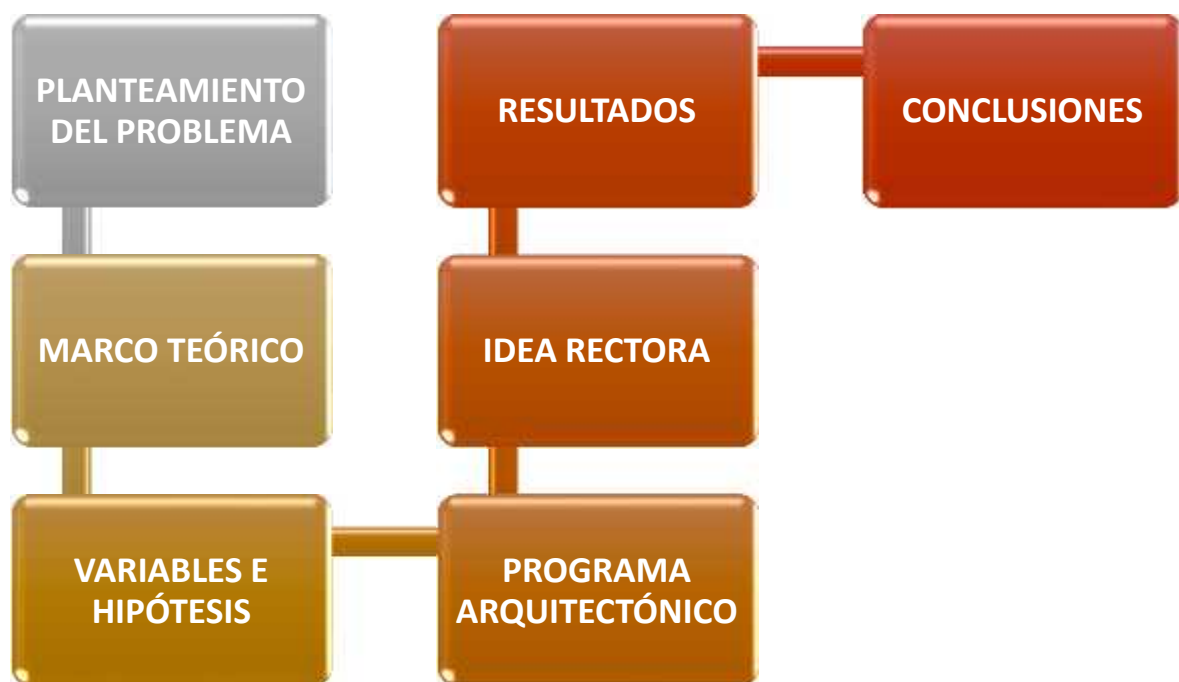 PLANTEAMIENTO
DEL PROBLEMA
MARCO TEÓRICO
VARIABLES E
HIPÓTESIS
PROGRAMA
ARQUITECTÓNICO
IDEA RECTORA
RESULTADOS
CONCLUSIONES